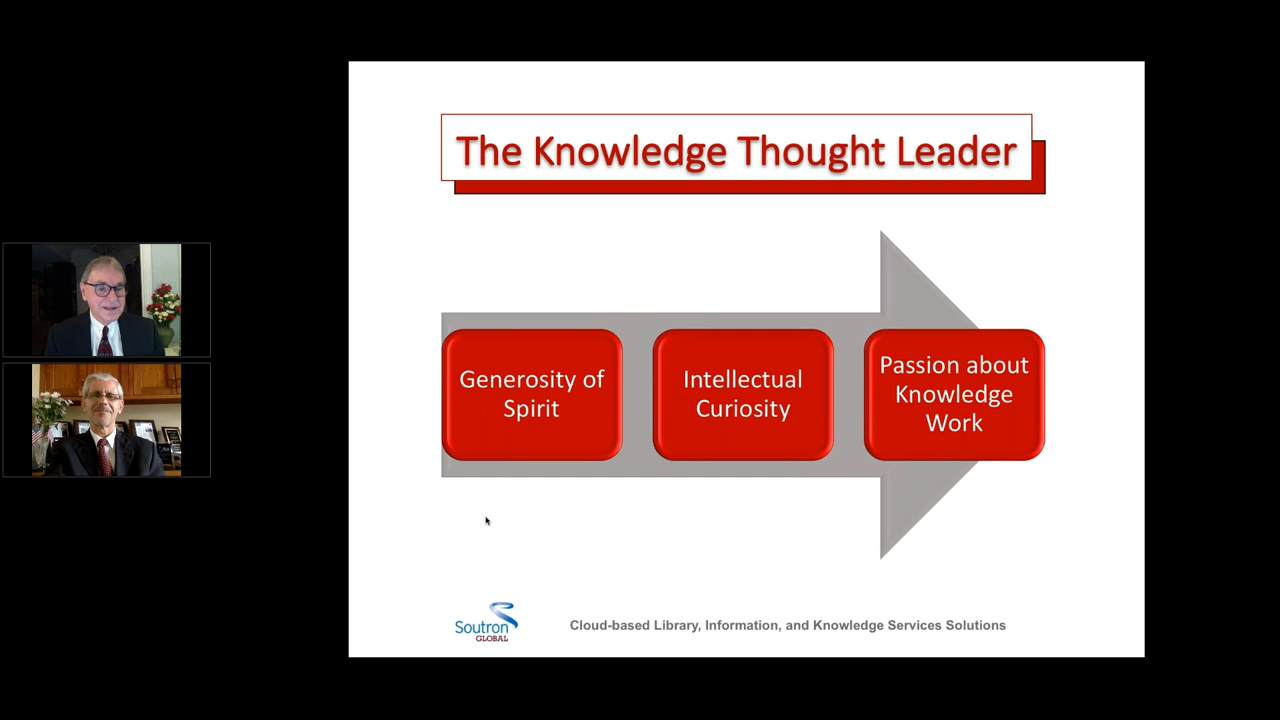 The Knowledge Thought Leader
Generosity of
Spirit
Intellectual
Curiosity
Passion about
Knowledge
Work
Soutron
GLOBAL
Cloud-based Library, Information, and Knowledge Services Solutions